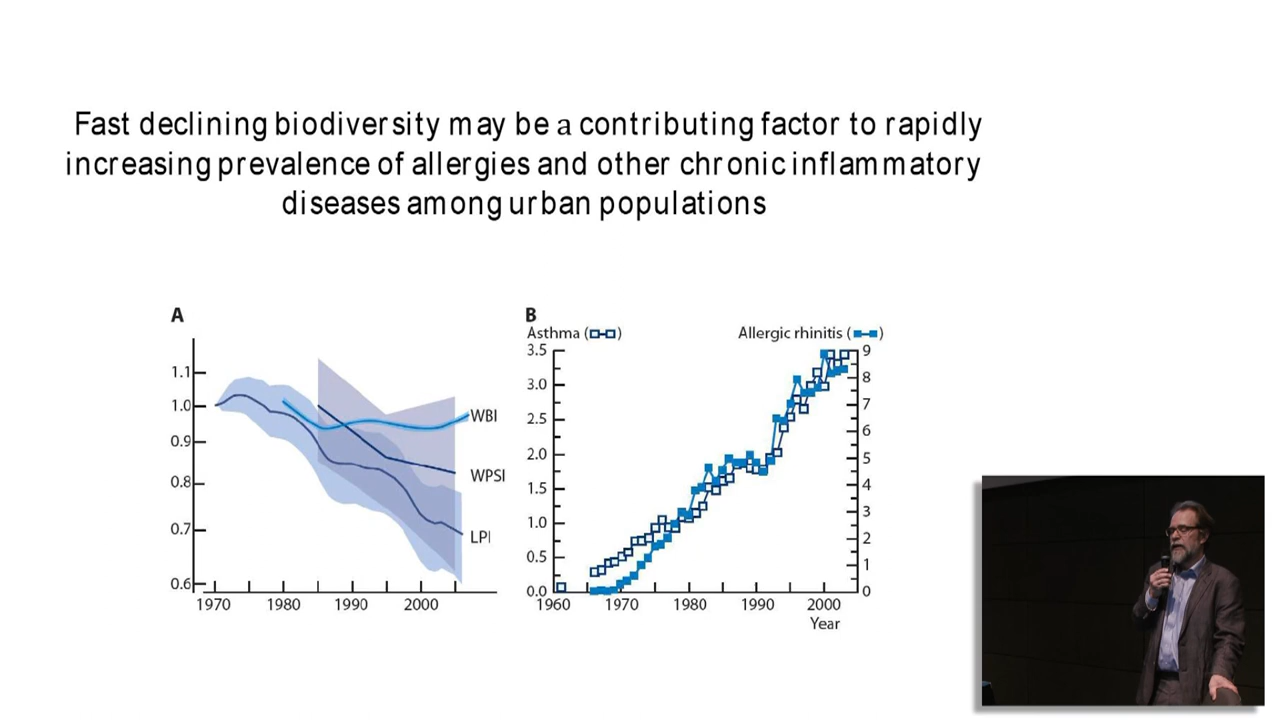 Fast declining biodiversity may be a contributing factor to rapidly
increasing prevalence of allergies and other chronic inflammatory
diseases among urban populations
A
1.1
1.0
0.9
0.8
0.7
0.6
1970 1980 1990 2000
WBI
WPSI
LPI
B
Asthma ( ) Allergic rhinitis ( )
3.5
3.0
2.5
2.0
1.5
1.0
0.5
0.0
9
8
7
6
5
4
3
2
1
0
1960 1970 1980 1990 2000
Year